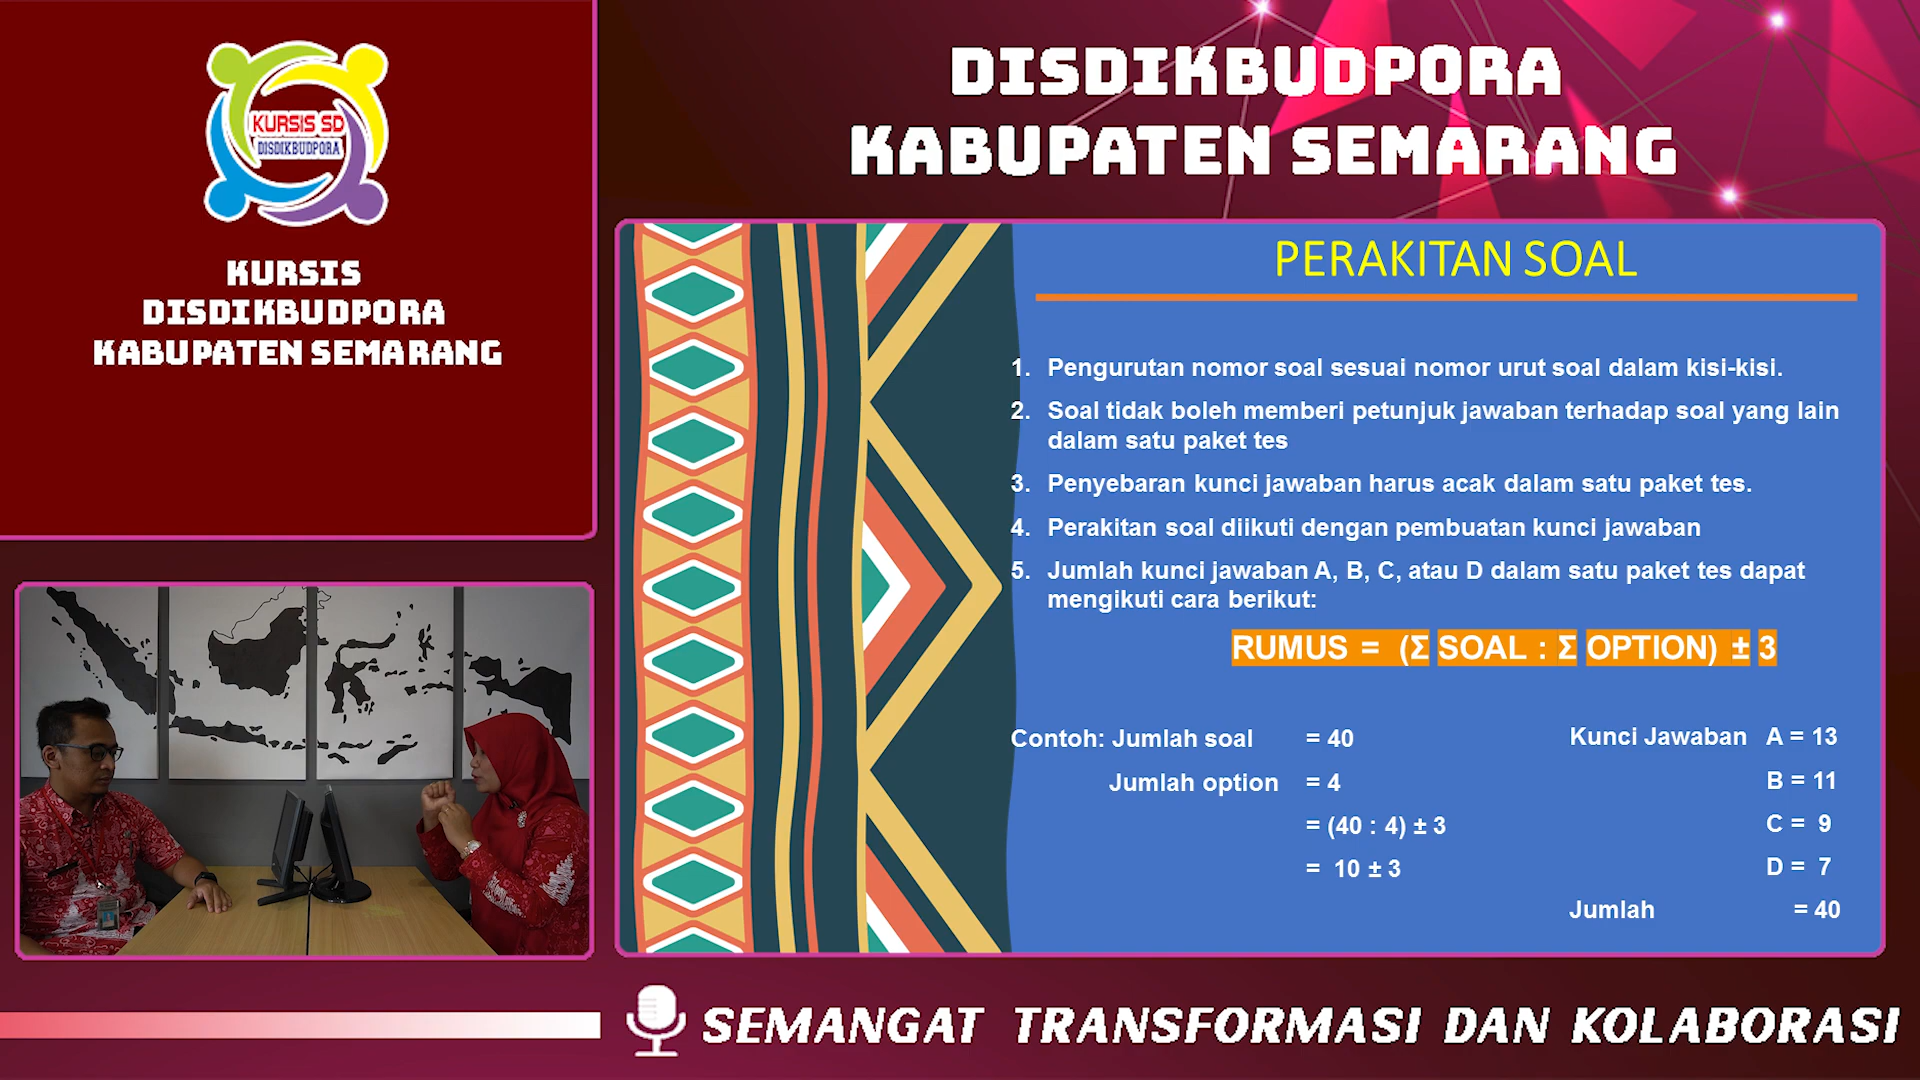 KURSIS SD
DISDIKBUDPORA
KURSIS
DISDIKBUDPORA
KABUPATEN SEMARANG
DISDIKBUDPORA
KABUPATEN SEMARANG
PERAKITAN SOAL
1. Pengurutan nomor soal sesuai nomor urut soal dalam kisi-kisi.
2. Soal tidak boleh memberi petunjuk jawaban terhadap soal yang lain
dalam satu paket tes
3. Penyebaran kunci jawaban harus acak dalam satu paket tes.
4. Perakitan soal diikuti dengan pembuatan kunci jawaban
5. Jumlah kunci jawaban A, B, C, atau D dalam satu paket tes dapat
mengikuti cara berikut:
RUMUS = (Σ SOAL : Σ OPTION) ± 3
Contoh: Jumlah soal = 40
Jumlah option = 4
= (40 : 4) ± 3
= 10 ± 3
Kunci Jawaban A = 13
B = 11
C = 9
D = 7
Jumlah = 40
SEMANGAT TRANSFORMASI DAN KOLABORASI